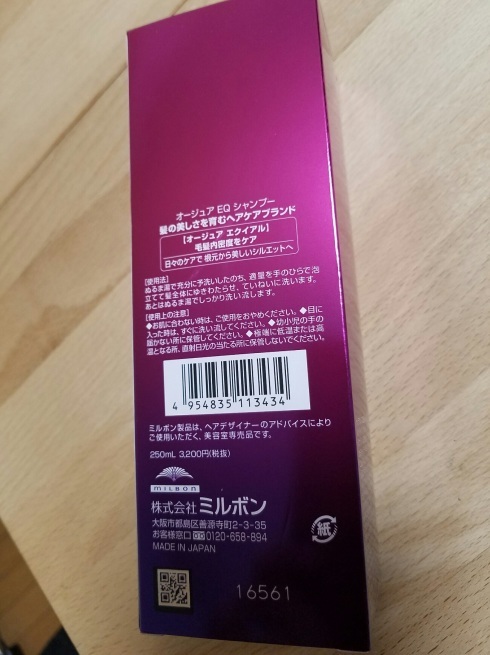 オージュア EQ シャンプー
髪の美しさを育むヘアケアブランド
【オージュア エクイアル】
毛髪内密度をケア
日々のケアで 根元から美しいシルエットへ
【使用法】
ぬるま湯で充分に予洗いしたのち、適量を手のひらで泡
立てて髪全体にゆきわたらせ、ていねいに洗います。
あとはぬるま湯でしっかり洗い流します。
【使用上の注意】
◆お肌に合わない時は、ご使用をおやめください。◆目に
入った時は、すぐに洗い流してください。◆幼小児の手の
届かない所に保管してください。◆極端に低温または高
温となる所、直射日光の当たる所に保管しないでください。
4 954835 113434
ミルボン製品は、ヘアデザイナーのアドバイスにより
ご使用いただく、美容室専売品です。
250mL 3,200円(税抜)
MILBON
株式会社 ミルボン
大阪市都島区善源寺町2-3-35
お客様窓口 0120-658-894
MADE IN JAPAN
紙
16561